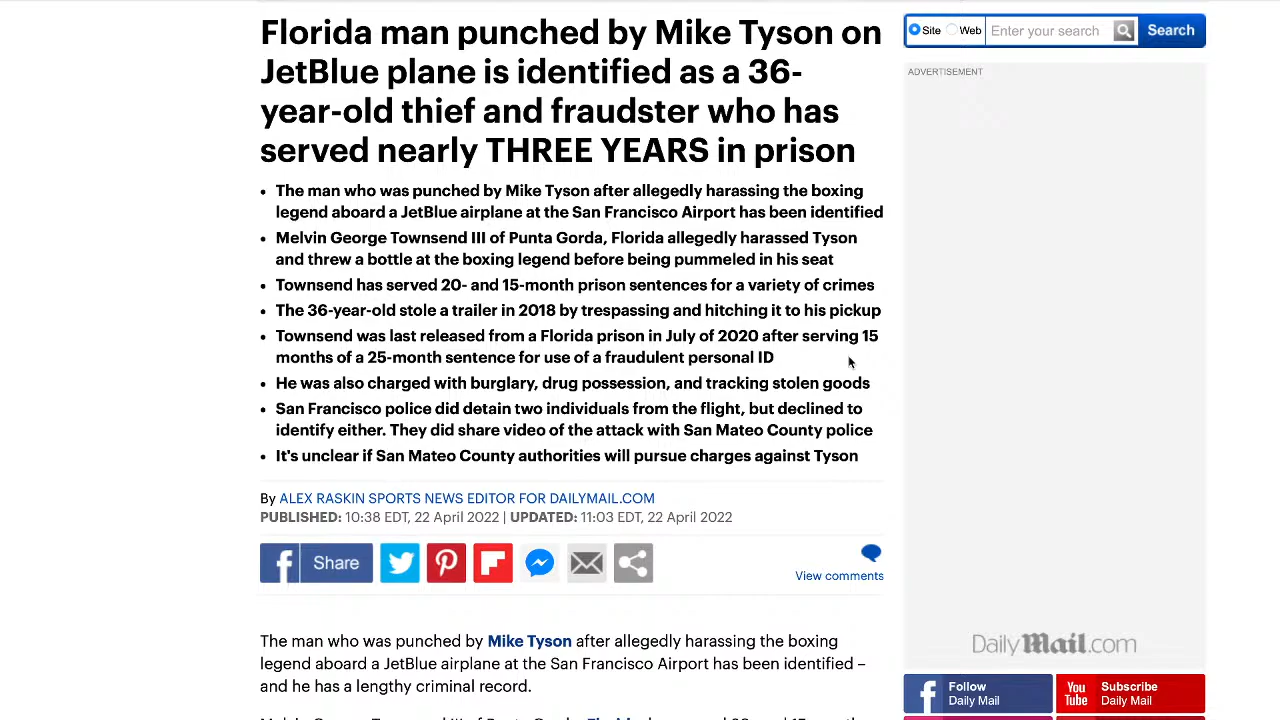 Florida man punched by Mike Tyson on
JetBlue plane is identified as a 36-
year-old thief and fraudster who has
served nearly THREE YEARS in prison
• The man who was punched by Mike Tyson after allegedly harassing the boxing
legend aboard a JetBlue airplane at the San Francisco Airport has been identified
• Melvin George Townsend III of Punta Gorda, Florida allegedly harassed Tyson
and threw a bottle at the boxing legend before being pummeled in his seat
• Townsend has served 20- and 15-month prison sentences for a variety of crimes
• The 36-year-old stole a trailer in 2018 by trespassing and hitching it to his pickup
• Townsend was last released from a Florida prison in July of 2020 after serving 15
months of a 25-month sentence for use of a fraudulent personal ID
• He was also charged with burglary, drug possession, and tracking stolen goods
• San Francisco police did detain two individuals from the flight, but declined to
identify either. They did share video of the attack with San Mateo County police
• It's unclear if San Mateo County authorities will pursue charges against Tyson
By ALEX RASKIN SPORTS NEWS EDITOR FOR DAILYMAIL.COM
PUBLISHED: 10:38 EDT, 22 April 2022 | UPDATED: 11:03 EDT, 22 April 2022
Share
View comments
The man who was punched by Mike Tyson after allegedly harassing the boxing
legend aboard a JetBlue airplane at the San Francisco Airport has been identified –
and he has a lengthy criminal record.
Site Web Enter your search Search
ADVERTISEMENT
DailyMail.com
Follow
Daily Mail
You
Tube
Subscribe
Daily Mail